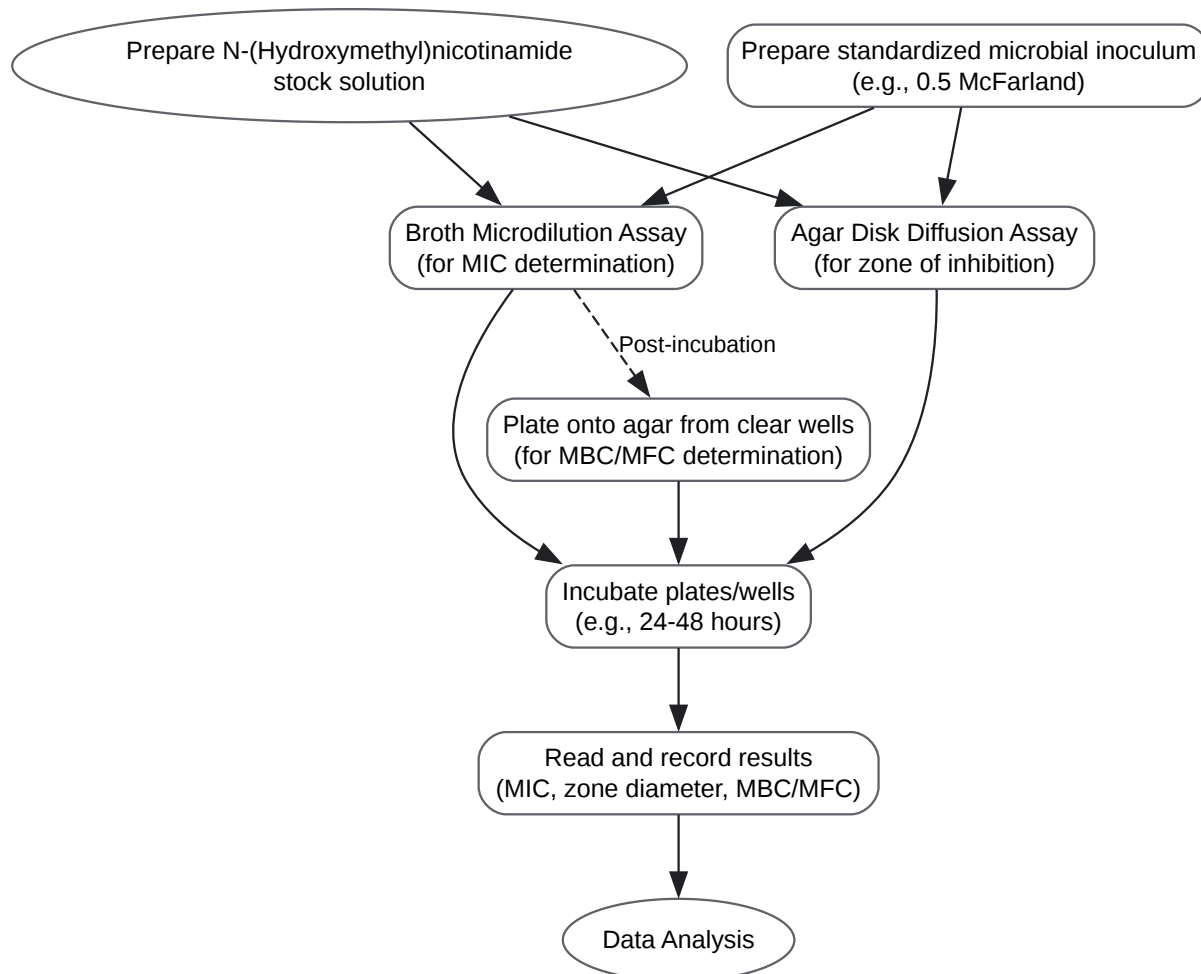 Prepare N-(Hydroxymethyl)nicotinamide
stock solution
Prepare standardized microbial inoculum
(e.g., 0.5 McFarland)
Broth Microdilution Assay
(for MIC determination)
Agar Disk Diffusion Assay
(for zone of inhibition)
Post-incubation
Plate onto agar from clear wells
(for MBC/MFC determination)
Incubate plates/wells
(e.g., 24-48 hours)
Read and record results
(MIC, zone diameter, MBC/MFC)
Data Analysis